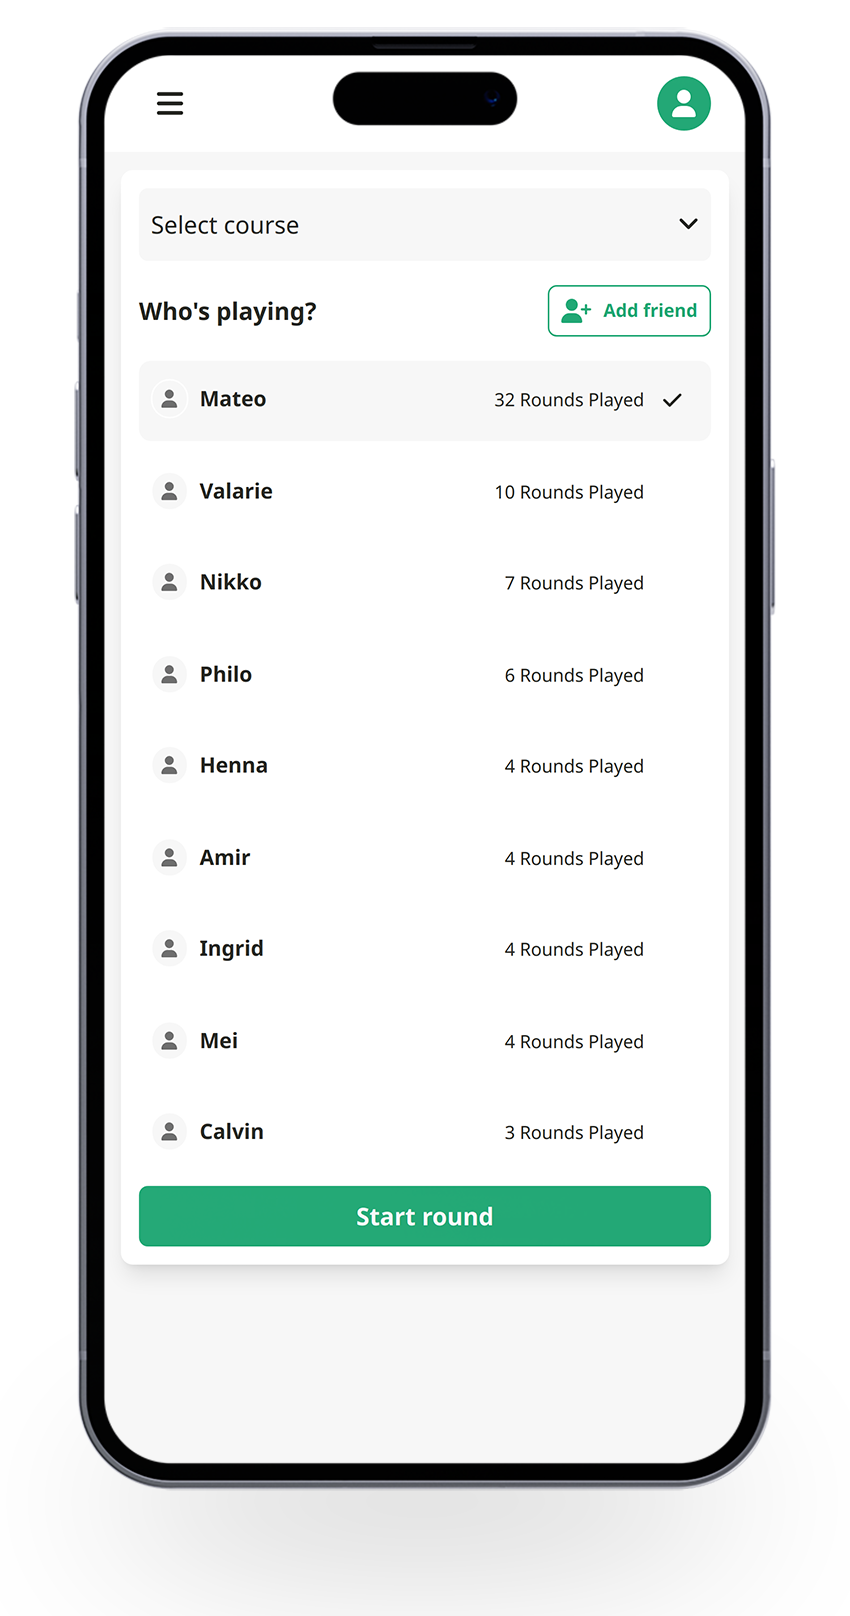 Select course
Who's playing? Add friend
Mateo 32 Rounds Played
Valarie 10 Rounds Played
Nikko 7 Rounds Played
Philo 6 Rounds Played
Henna 4 Rounds Played
Amir 4 Rounds Played
Ingrid 4 Rounds Played
Mei 4 Rounds Played
Calvin 3 Rounds Played
Start round